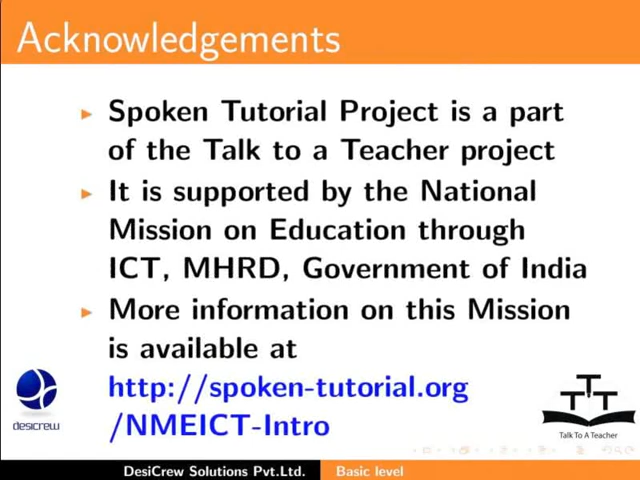 Acknowledgements
Spoken Tutorial Project is a part
of the Talk to a Teacher project
It is supported by the National
Mission on Education through
ICT, MHRD, Government of India
More information on this Mission
is available at
http://spoken-tutorial.org
/NMEICT-Intro
desicrew
TTT
Talk To A Teacher
DesiCrew Solutions Pvt.Ltd.
Basic level